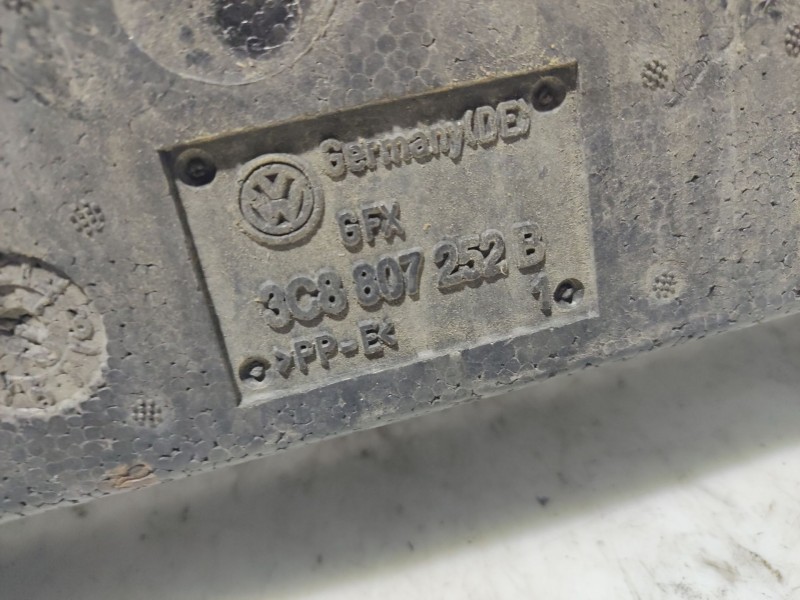 Germany(DE)
GFX
3C8 807 252 B
1
>PP-E<